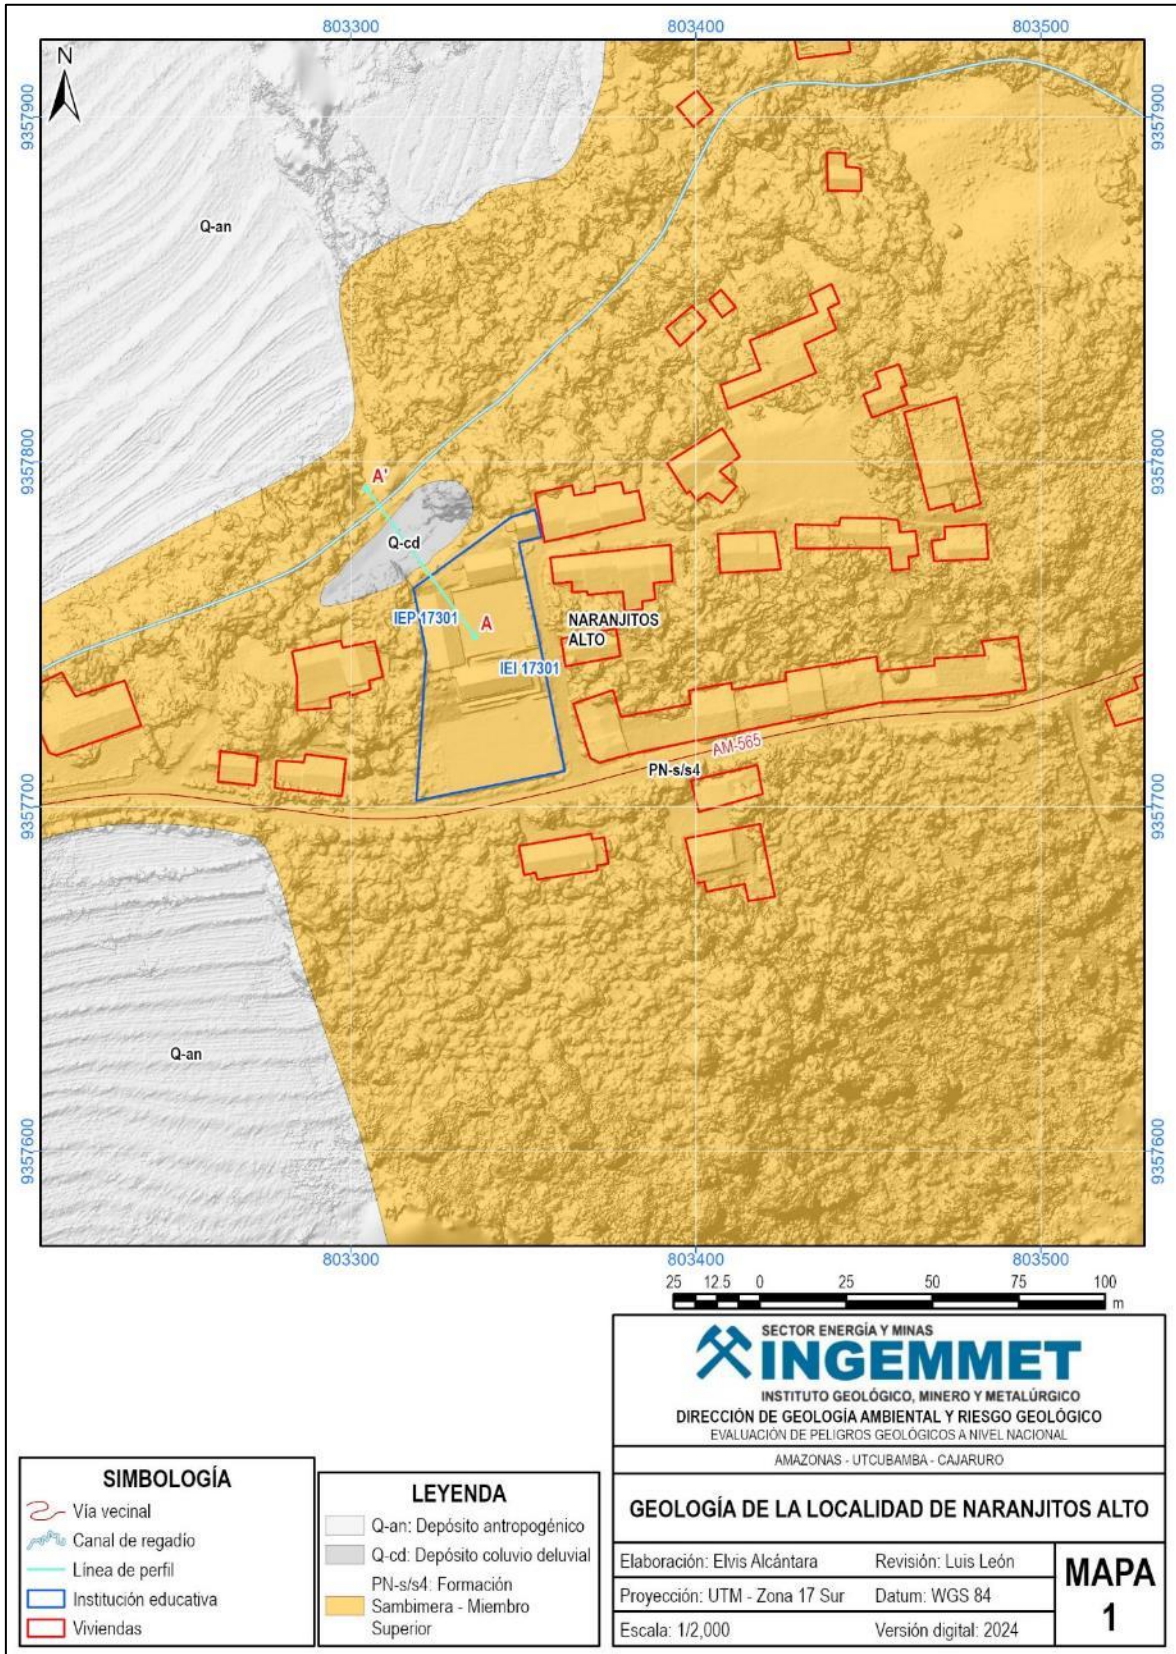 803300
803400
803500
N
9357900
9357900
Q-an
9357800
9357800
A'
Q-cd
IEP 17301
A
NARANJITOS
ALTO
IEI 17301
AM-565
PN-s/s4
9357700
9357700
Q-an
9357600
9357600
803300
803400
803500
25 12.5 0 25 50 75 100
m
SECTOR ENERGÍA Y MINAS
INGEMMET
INSTITUTO GEOLÓGICO, MINERO Y METALÚRGICO
DIRECCIÓN DE GEOLOGÍA AMBIENTAL Y RIESGO GEOLÓGICO
EVALUACIÓN DE PELIGROS GEOLÓGICOS A NIVEL NACIONAL
AMAZONAS - UTCUBAMBA - CAJARURO
GEOLOGÍA DE LA LOCALIDAD DE NARANJITOS ALTO
Elaboración: Elvis Alcántara
Revisión: Luis León
Proyección: UTM - Zona 17 Sur
Datum: WGS 84
Escala: 1/2,000
Versión digital: 2024
MAPA
1
SIMBOLOGÍA
Vía vecinal
Canal de regadío
Línea de perfil
Institución educativa
Viviendas
LEYENDA
Q-an: Depósito antropogénico
Q-cd: Depósito coluvio deluvial
PN-s/s4: Formación
Sambimera - Miembro
Superior